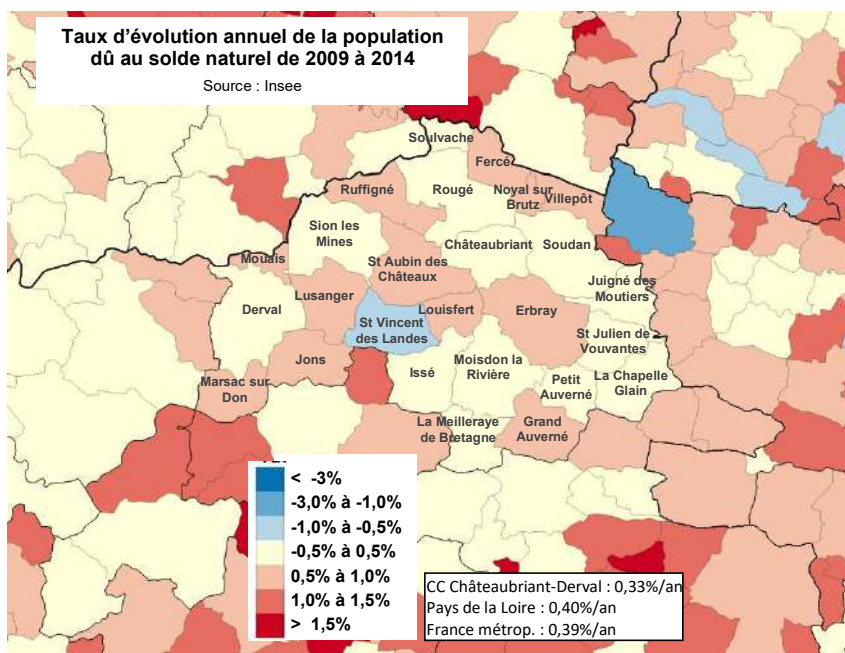 Taux d’évolution annuel de la population
dû au solde naturel de 2009 à 2014
Source : Insee
Soulvache
Fercé
Ruffigné
Rougé
Noyal sur
Brutz
Villepôt
Sion les
Mines
Châteaubriant
Soudan
Mouais
St Aubin des
Châteaux
Juigné des
Moutiers
Lusanger
Derval
Louisfert
Erbray
St Vincent
des Landes
St Julien de
Vouvantes
Jons
Moisdon la
Rivière
Issé
Marsac sur
Don
Petit
Auverné
La Chapelle
Glain
La Meilleraye
de Bretagne
Grand
Auverné
< -3%
-3,0% à -1,0%
-1,0% à -0,5%
-0,5% à 0,5%
0,5% à 1,0%
1,0% à 1,5%
> 1,5%
CC Châteaubriant-Derval : 0,33%/an
Pays de la Loire : 0,40%/an
France métrop. : 0,39%/an